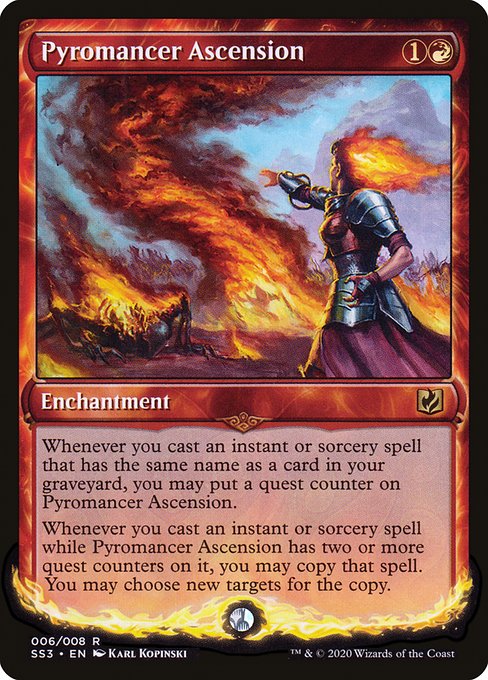 Pyromancer Ascension 1
Enchantment
Whenever you cast an instant or sorcery spell
that has the same name as a card in your
graveyard, you may put a quest counter on
Pyromancer Ascension.
Whenever you cast an instant or sorcery spell
while Pyromancer Ascension has two or more
quest counters on it, you may copy that spell.
You may choose new targets for the copy.
006/008 R
SS3 • EN Karl Kopinski ™ & © 2020 Wizards of the Coast